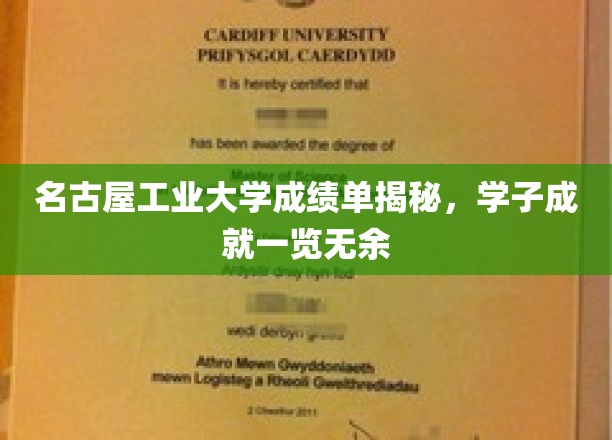 CARDIFF UNIVERSITY
PRIFYSGOL CAERDYDD
It is hereby certified that
has been awarded the degree of
Master of Science
名古屋工业大学成绩单揭秘，学子成
就一览无余
Ardystir drwy hyn fod
wedi derbyn gradd
Athro Mewn Gwyddoniaeth
mewn Logisteg a Rheoli Gweithrediadau